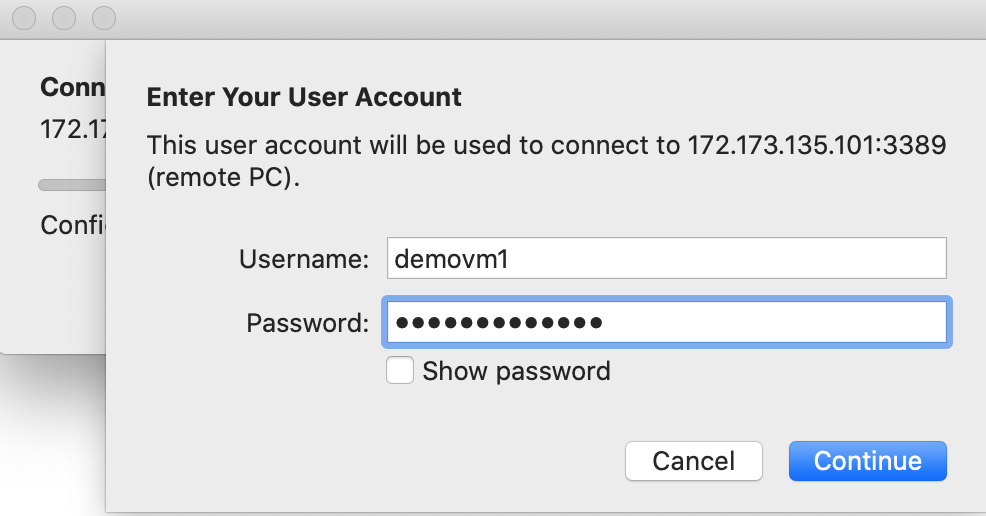 Conn
172.17
Confi
Enter Your User Account
This user account will be used to connect to 172.173.135.101:3389
(remote PC).
Username: demovm1
Password: •••••••••••••
Show password
Cancel Continue